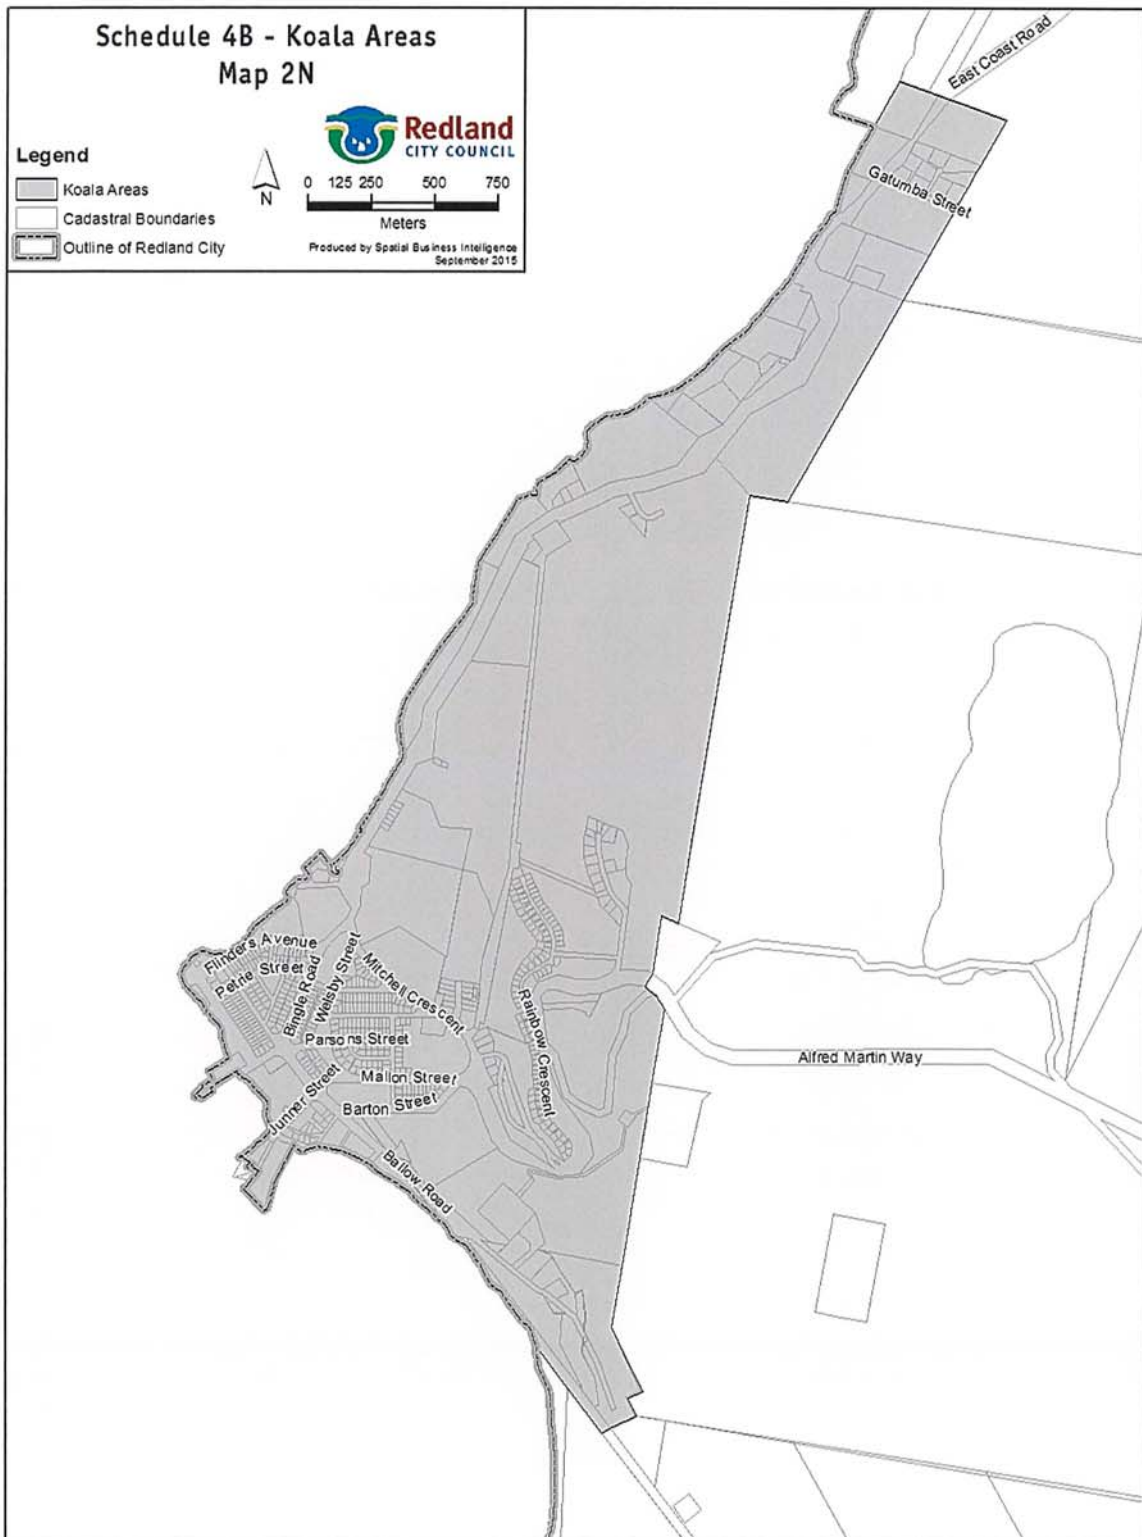 Schedule 4B - Koala Areas
Map 2N
Redland
CITY COUNCIL
Legend
Koala Areas
Cadastral Boundaries
Outline of Redland City
N
0 125 250 500 750
Meters
Produced by Spatial Business Intelligence
September 2015
East Coast Road
Gatumba Street
Flinders Avenue
Petrie Street
Bingle Road
Welsby Street
Mitchell Crescent
Rainbow Crescent
Parsons Street
Alfred Martin Way
Mallon Street
Junner Street
Barton Street
Ballow Road